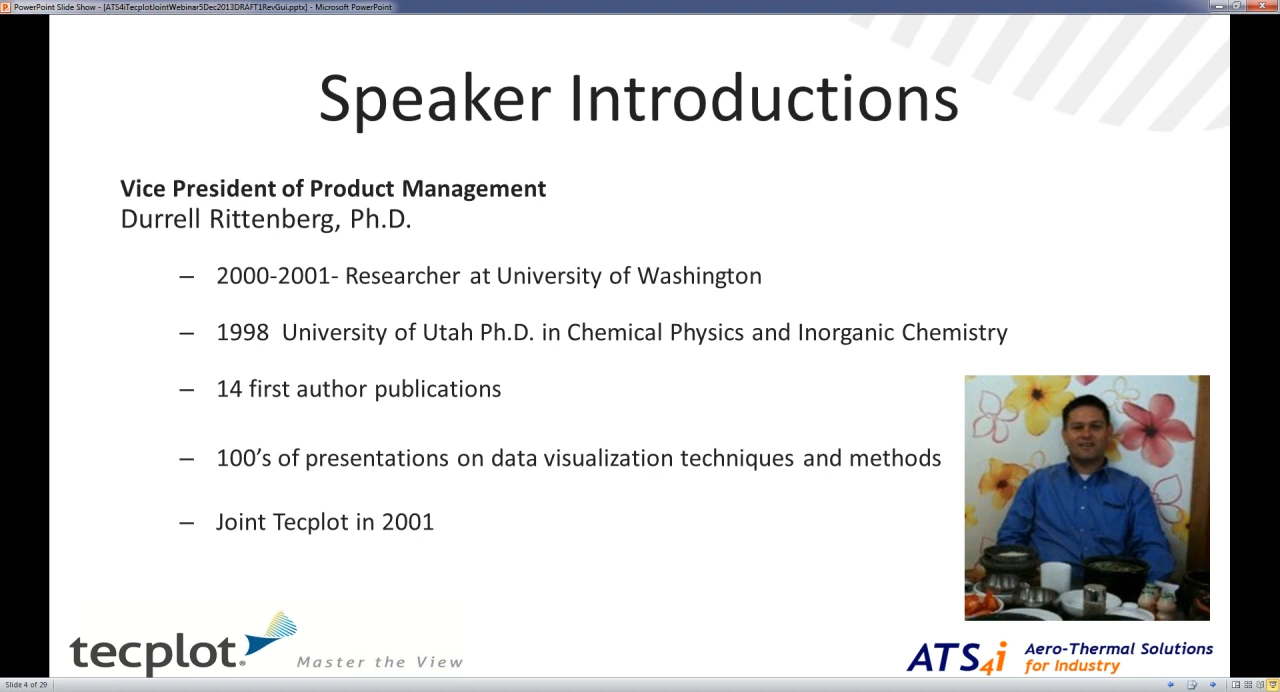 PowerPoint Slide Show - [ATS4iTecplotJointWebinar5Dec2013DRAFT1RevGui.pptx] - Microsoft PowerPoint
Speaker Introductions
Vice President of Product Management
Durrell Rittenberg, Ph.D.
– 2000-2001- Researcher at University of Washington
– 1998 University of Utah Ph.D. in Chemical Physics and Inorganic Chemistry
– 14 first author publications
– 100's of presentations on data visualization techniques and methods
– Joint Tecplot in 2001
tecplot. Master the View
ATS4i Aero-Thermal Solutions
for Industry
Slide 4 of 29